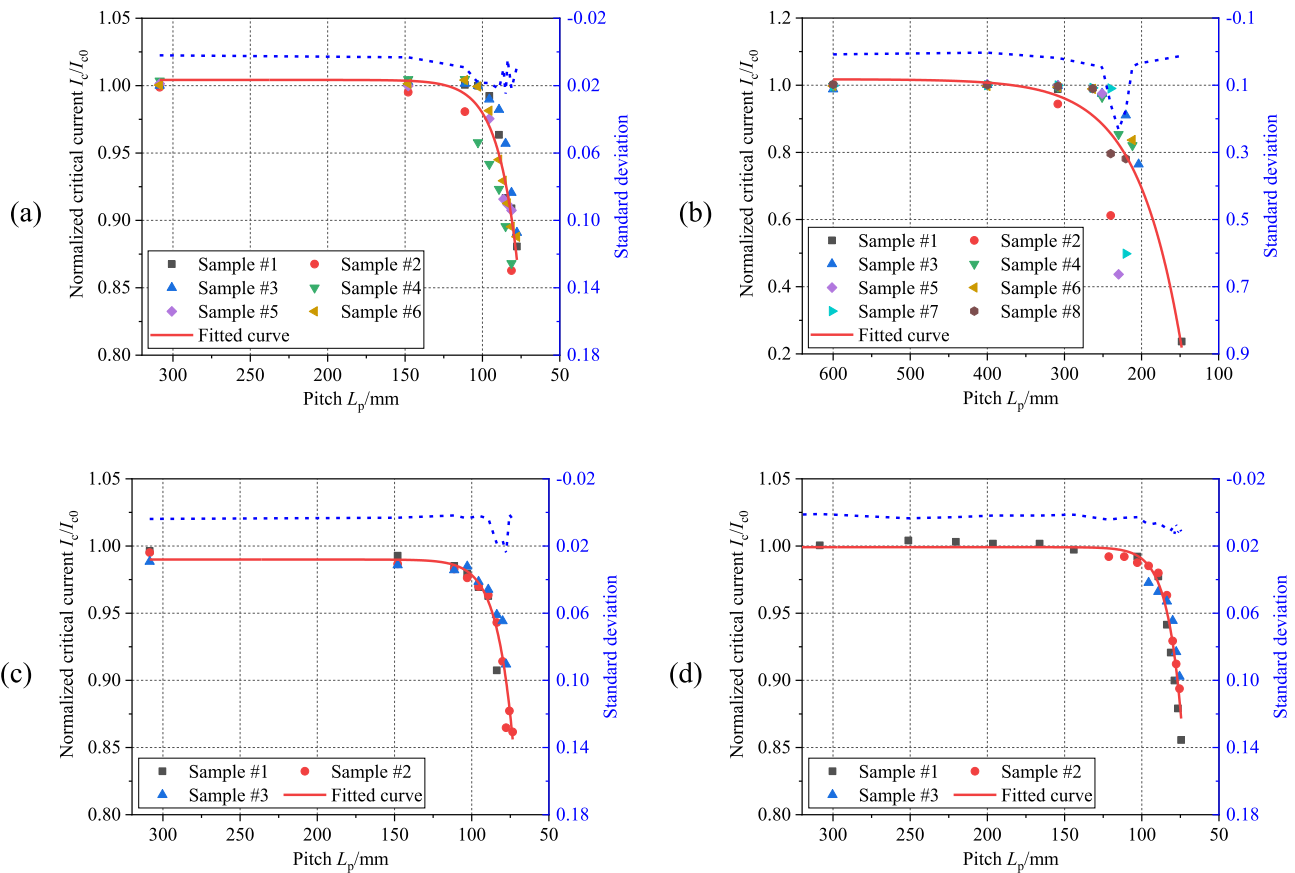 (a)
Normalized critical current Ic/Ic0
1.05
1.00
0.95
0.90
0.85
0.80
-0.02
0.02
0.06
0.10
0.14
0.18
Standard deviation
Sample #1 Sample #2
Sample #3 Sample #4
Sample #5 Sample #6
Fitted curve
300 250 200 150 100 50
Pitch Lp/mm
(b)
Normalized critical current Ic/Ic0
1.2
1.0
0.8
0.6
0.4
0.2
-0.1
0.1
0.3
0.5
0.7
0.9
Standard deviation
Sample #1 Sample #2
Sample #3 Sample #4
Sample #5 Sample #6
Sample #7 Sample #8
Fitted curve
600 500 400 300 200 100
Pitch Lp/mm
(c)
Normalized critical current Ic/Ic0
1.05
1.00
0.95
0.90
0.85
0.80
-0.02
0.02
0.06
0.10
0.14
0.18
Standard deviation
Sample #1 Sample #2
Sample #3 Fitted curve
300 250 200 150 100 50
Pitch Lp/mm
(d)
Normalized critical current Ic/Ic0
1.05
1.00
0.95
0.90
0.85
0.80
-0.02
0.02
0.06
0.10
0.14
0.18
Standard deviation
Sample #1 Sample #2
Sample #3 Fitted curve
300 250 200 150 100 50
Pitch Lp/mm